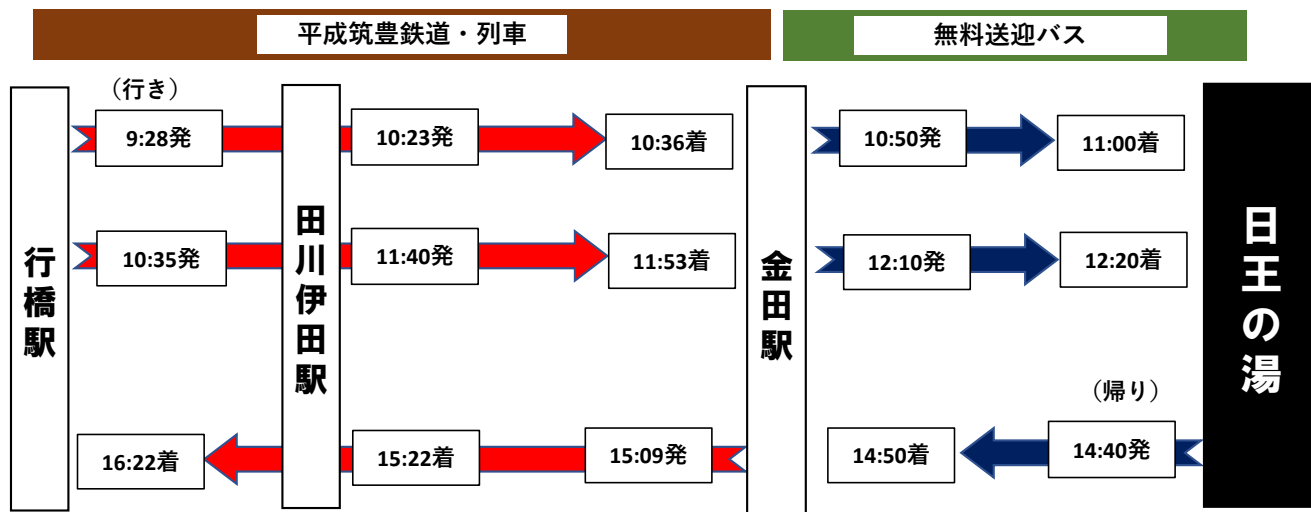 平成筑豊鉄道・列車
無料送迎バス
（行き）
9:28発
10:23発
10:36着
10:50発
11:00着
10:35発
11:40発
11:53着
12:10発
12:20着
行橋駅
田川伊田駅
金田駅
日王の湯
（帰り）
16:22着
15:22着
15:09発
14:50着
14:40発